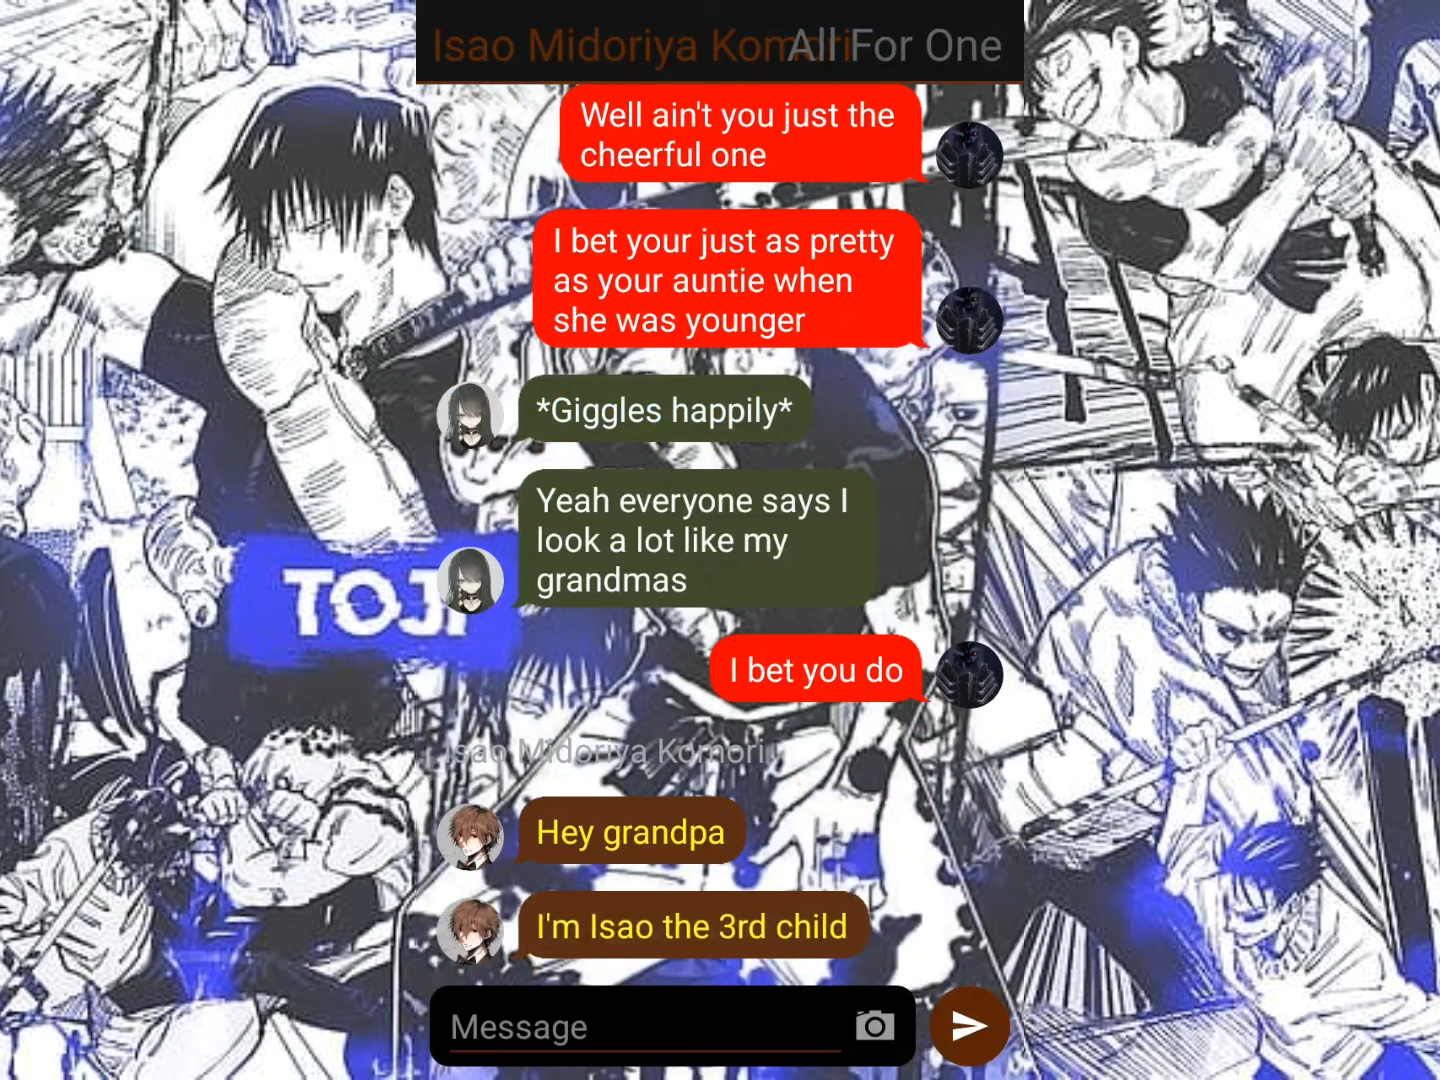 Isao Midoriya Komori All For One
Well ain't you just the
cheerful one
I bet your just as pretty
as your auntie when
she was younger
*Giggles happily*
Yeah everyone says I
look a lot like my
grandmas
TOJI
I bet you do
Isao Midoriya Komori
Hey grandpa
I'm Isao the 3rd child
Message